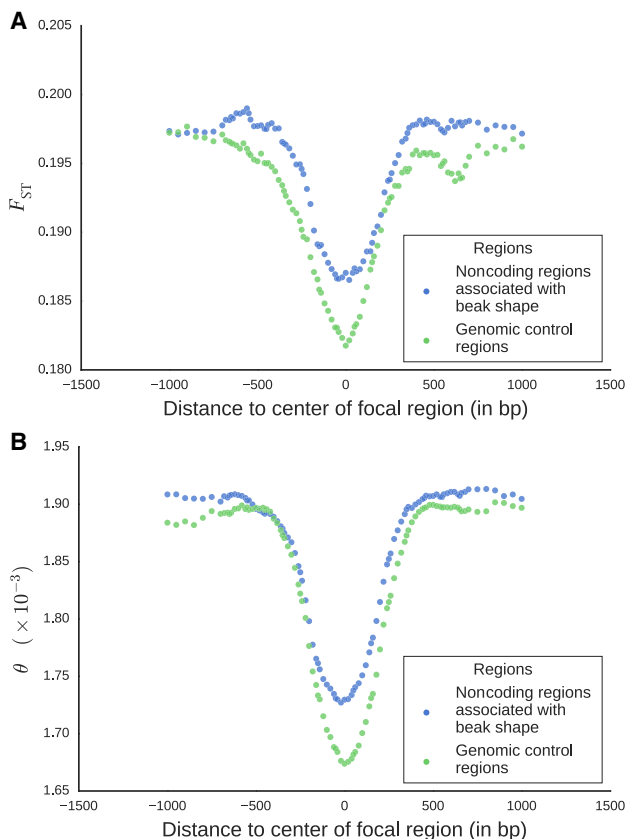 A
0.205
0.200
0.195
0.190
0.185
0.180
F_ST
Regions
Noncoding regions
associated with
beak shape
Genomic control
regions
−1500 −1000 −500 0 500 1000 1500
Distance to center of focal region (in bp)
B
1.95
1.90
1.85
1.80
1.75
1.70
1.65
θ (×10⁻³)
Regions
Noncoding regions
associated with
beak shape
Genomic control
regions
−1500 −1000 −500 0 500 1000 1500
Distance to center of focal region (in bp)